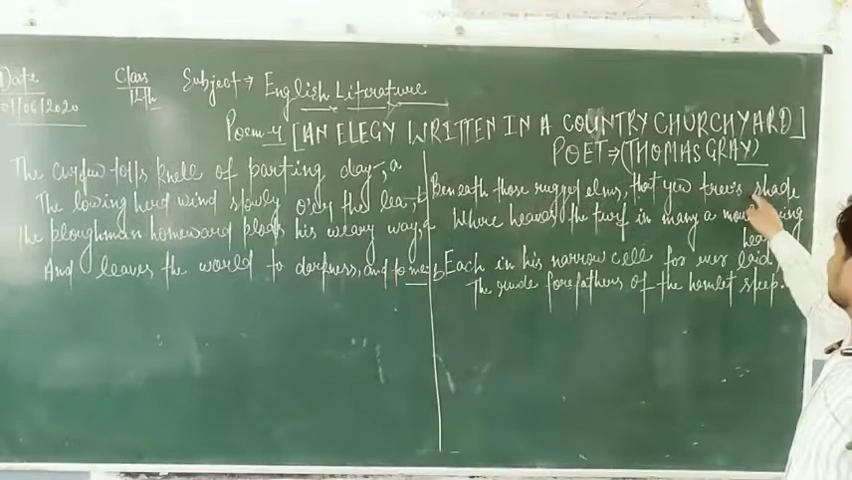 Date
01/06/2020
Class
12th
Subject → English Literature
Poem-4 [AN ELEGY WRITTEN IN A COUNTRY CHURCHYARD]
POET → (THOMAS GRAY)
The curfew tolls knell of parting day, a
The lowing herd wind slowly o'er the lea, b
The ploughman homeward plods his weary way, a
And leaves the world to darkness, and to me. b
Beneath those rugged elms, that yew tree's shade
Where heaves the turf in many a
Each in his narrow cell for ever laid,
The rude forefathers of the hamlet sleep.